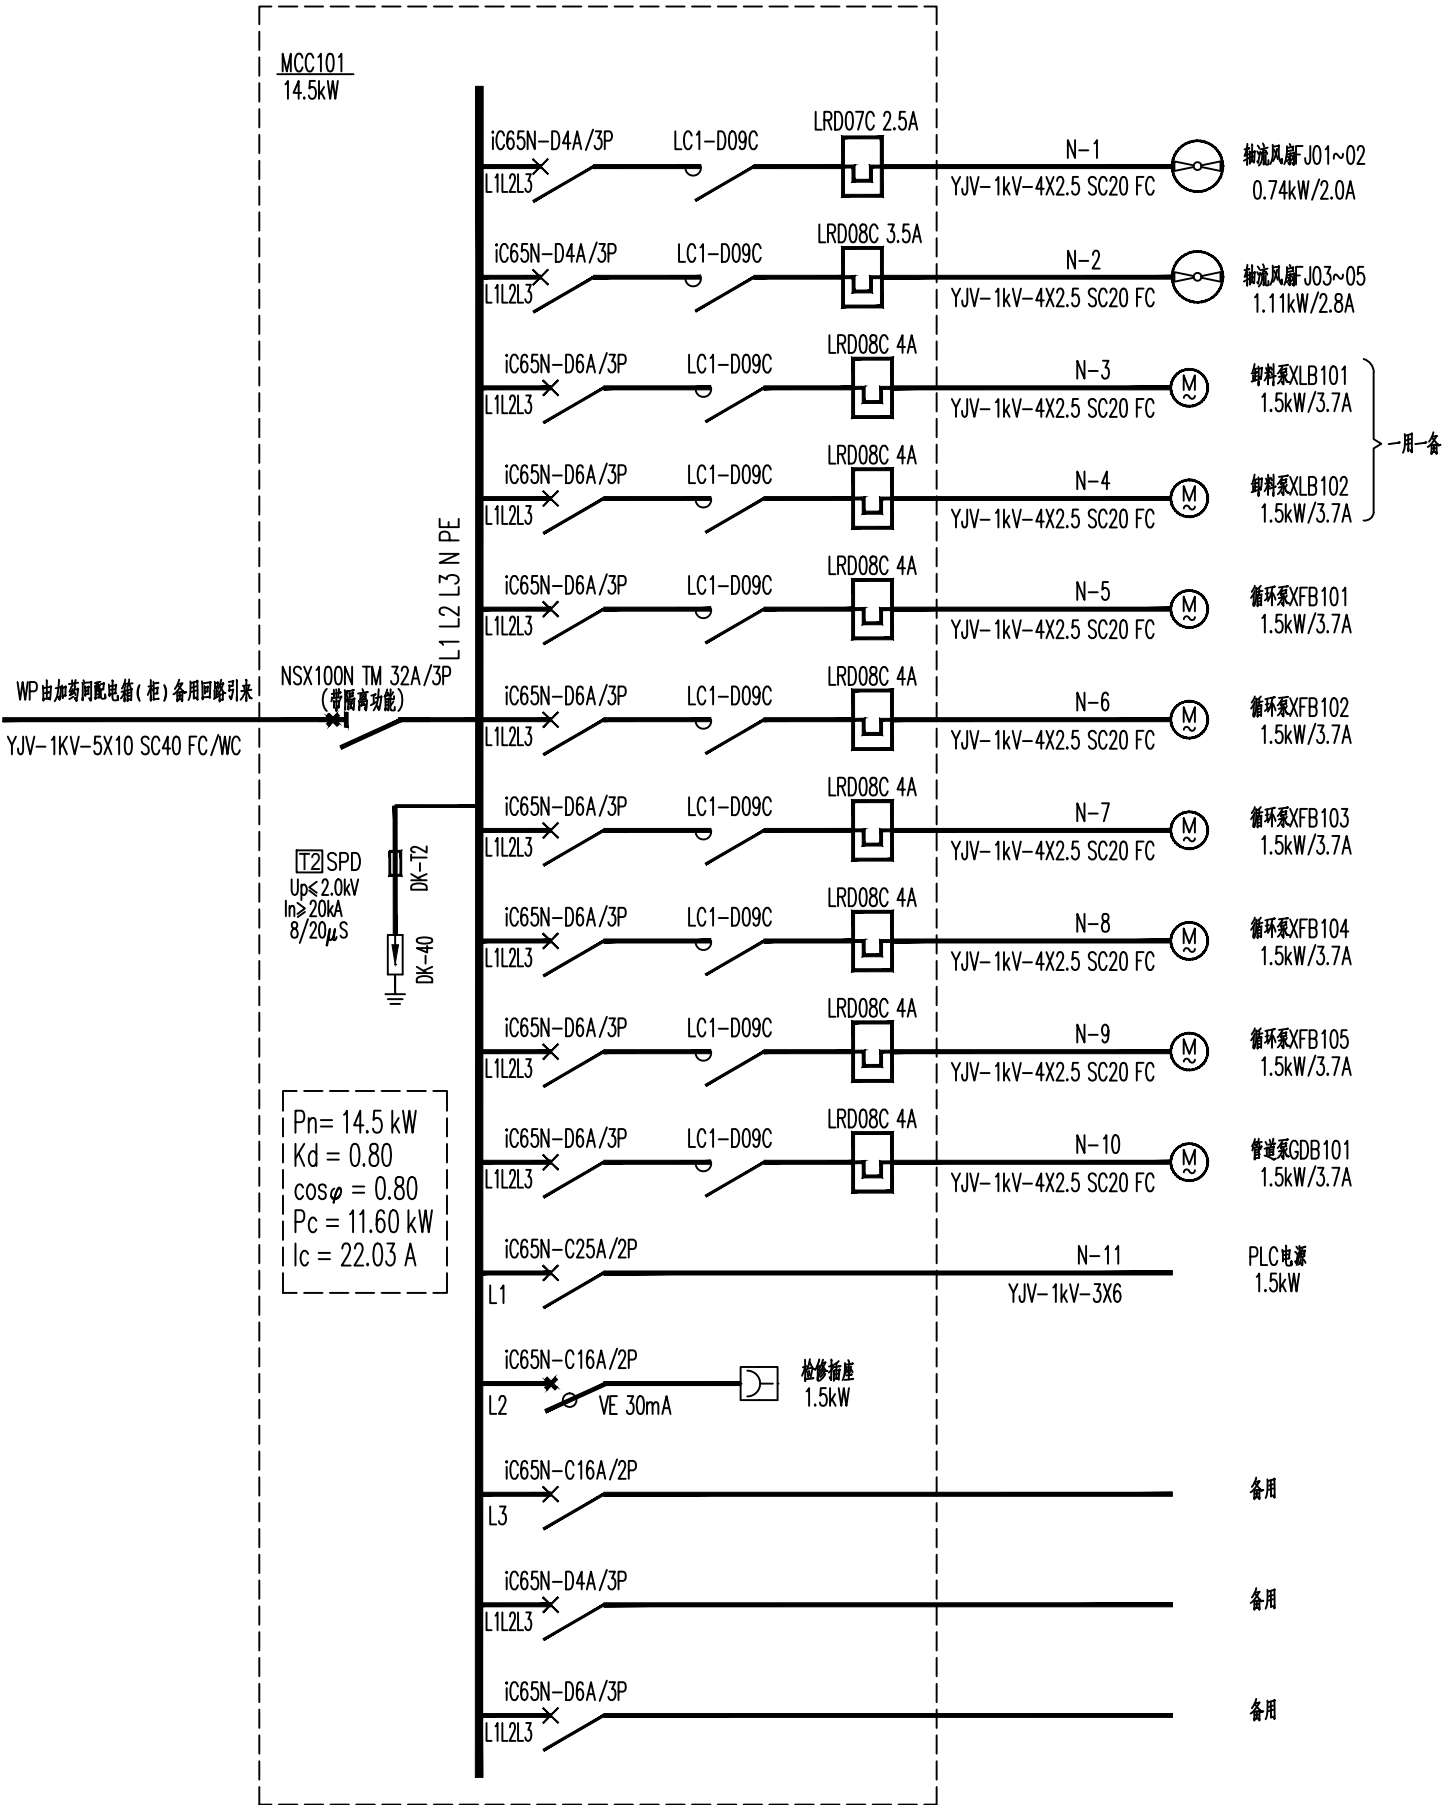 MCC101
14.5kW
iC65N-D4A/3P
LC1-D09C
LRD07C 2.5A
N-1
L1L2L3
YJV-1kV-4X2.5 SC20 FC
轴流风扇FJ01~02
0.74kW/2.0A
iC65N-D4A/3P
LC1-D09C
LRD08C 3.5A
N-2
L1L2L3
YJV-1kV-4X2.5 SC20 FC
轴流风扇FJ03~05
1.11kW/2.8A
iC65N-D6A/3P
LC1-D09C
LRD08C 4A
N-3
L1L2L3
YJV-1kV-4X2.5 SC20 FC
M
~
卸料泵XLB101
1.5kW/3.7A
一用一备
iC65N-D6A/3P
LC1-D09C
LRD08C 4A
N-4
L1L2L3
YJV-1kV-4X2.5 SC20 FC
M
~
卸料泵XLB102
1.5kW/3.7A
L1 L2 L3 N PE
iC65N-D6A/3P
LC1-D09C
LRD08C 4A
N-5
L1L2L3
YJV-1kV-4X2.5 SC20 FC
M
~
循环泵XFB101
1.5kW/3.7A
WP由加药间配电箱(柜)备用回路引来
YJV-1KV-5X10 SC40 FC/WC
NSX100N TM 32A/3P
(带隔离功能)
iC65N-D6A/3P
LC1-D09C
LRD08C 4A
N-6
L1L2L3
YJV-1kV-4X2.5 SC20 FC
M
~
循环泵XFB102
1.5kW/3.7A
iC65N-D6A/3P
LC1-D09C
LRD08C 4A
N-7
L1L2L3
YJV-1kV-4X2.5 SC20 FC
M
~
循环泵XFB103
1.5kW/3.7A
T2 SPD
Up≤2.0kV
In≥20kA
8/20μS
DK-T2
DK-40
iC65N-D6A/3P
LC1-D09C
LRD08C 4A
N-8
L1L2L3
YJV-1kV-4X2.5 SC20 FC
M
~
循环泵XFB104
1.5kW/3.7A
iC65N-D6A/3P
LC1-D09C
LRD08C 4A
N-9
L1L2L3
YJV-1kV-4X2.5 SC20 FC
M
~
循环泵XFB105
1.5kW/3.7A
Pn= 14.5 kW
Kd = 0.80
cosφ = 0.80
Pc = 11.60 kW
Ic = 22.03 A
iC65N-D6A/3P
LC1-D09C
LRD08C 4A
N-10
L1L2L3
YJV-1kV-4X2.5 SC20 FC
M
~
管道泵GDB101
1.5kW/3.7A
iC65N-C25A/2P
N-11
L1
YJV-1kV-3X6
PLC电源
1.5kW
iC65N-C16A/2P
L2
VE 30mA
检修插座
1.5kW
iC65N-C16A/2P
L3
备用
iC65N-D4A/3P
L1L2L3
备用
iC65N-D6A/3P
L1L2L3
备用